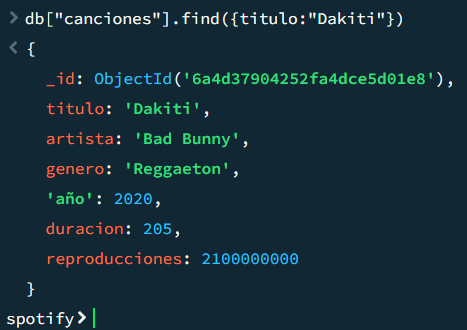 > db["canciones"].find({titulo:"Dakiti"})
< {
_id: ObjectId('6a4d37904252fa4dce5d01e8'),
titulo: 'Dakiti',
artista: 'Bad Bunny',
genero: 'Reggaeton',
'año': 2020,
duracion: 205,
reproducciones: 2100000000
}
spotify>